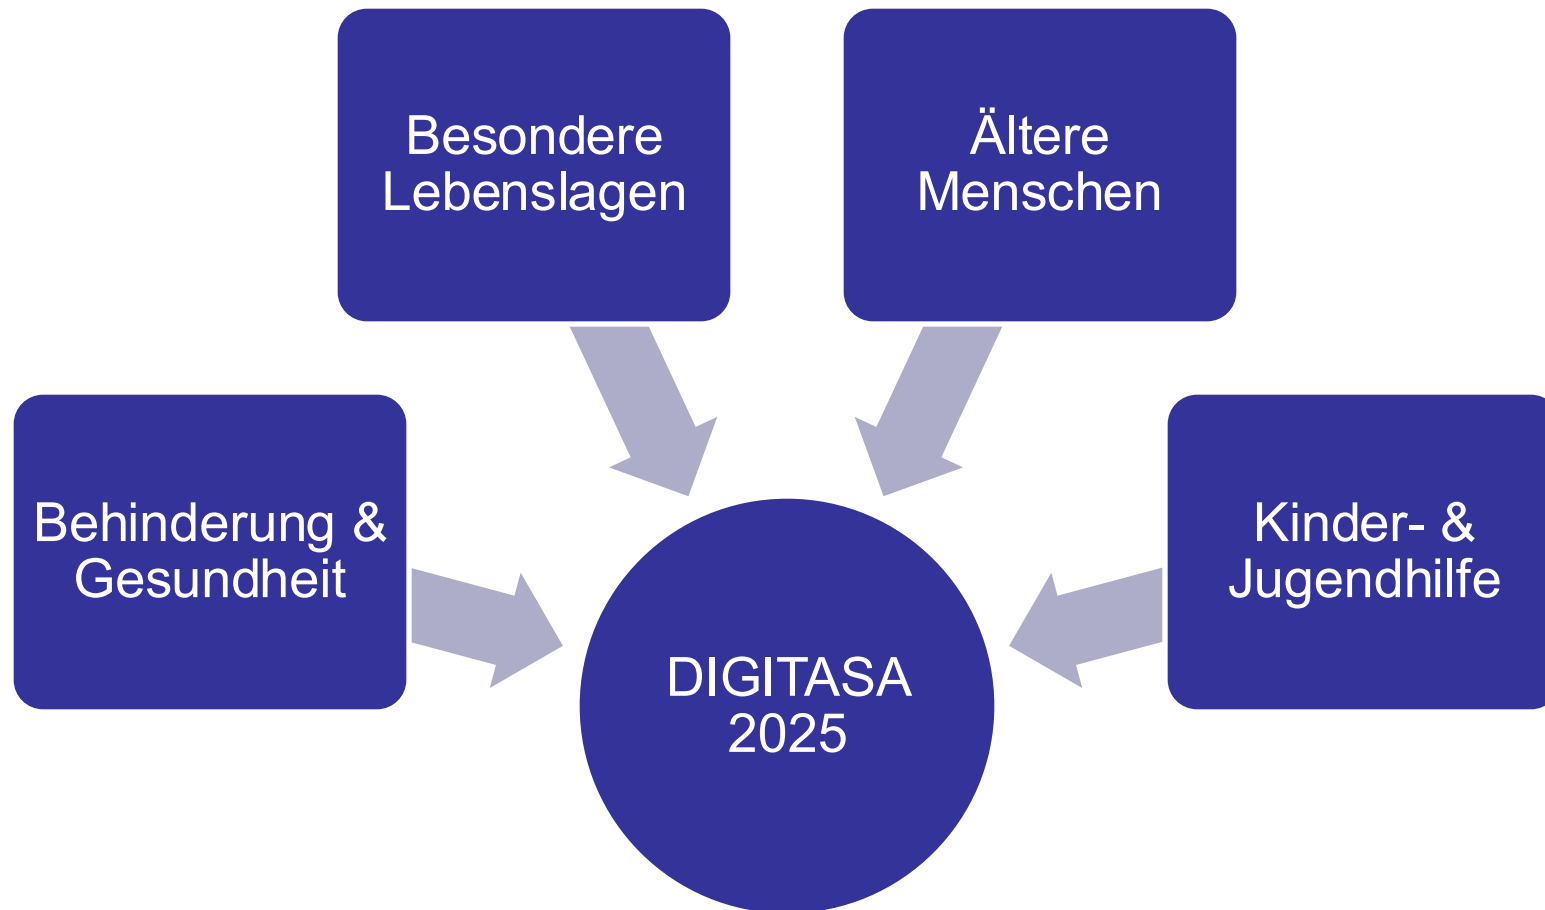 Besondere
Lebenslagen
Ältere
Menschen
Behinderung &
Gesundheit
Kinder- &
Jugendhilfe
DIGITASA
2025